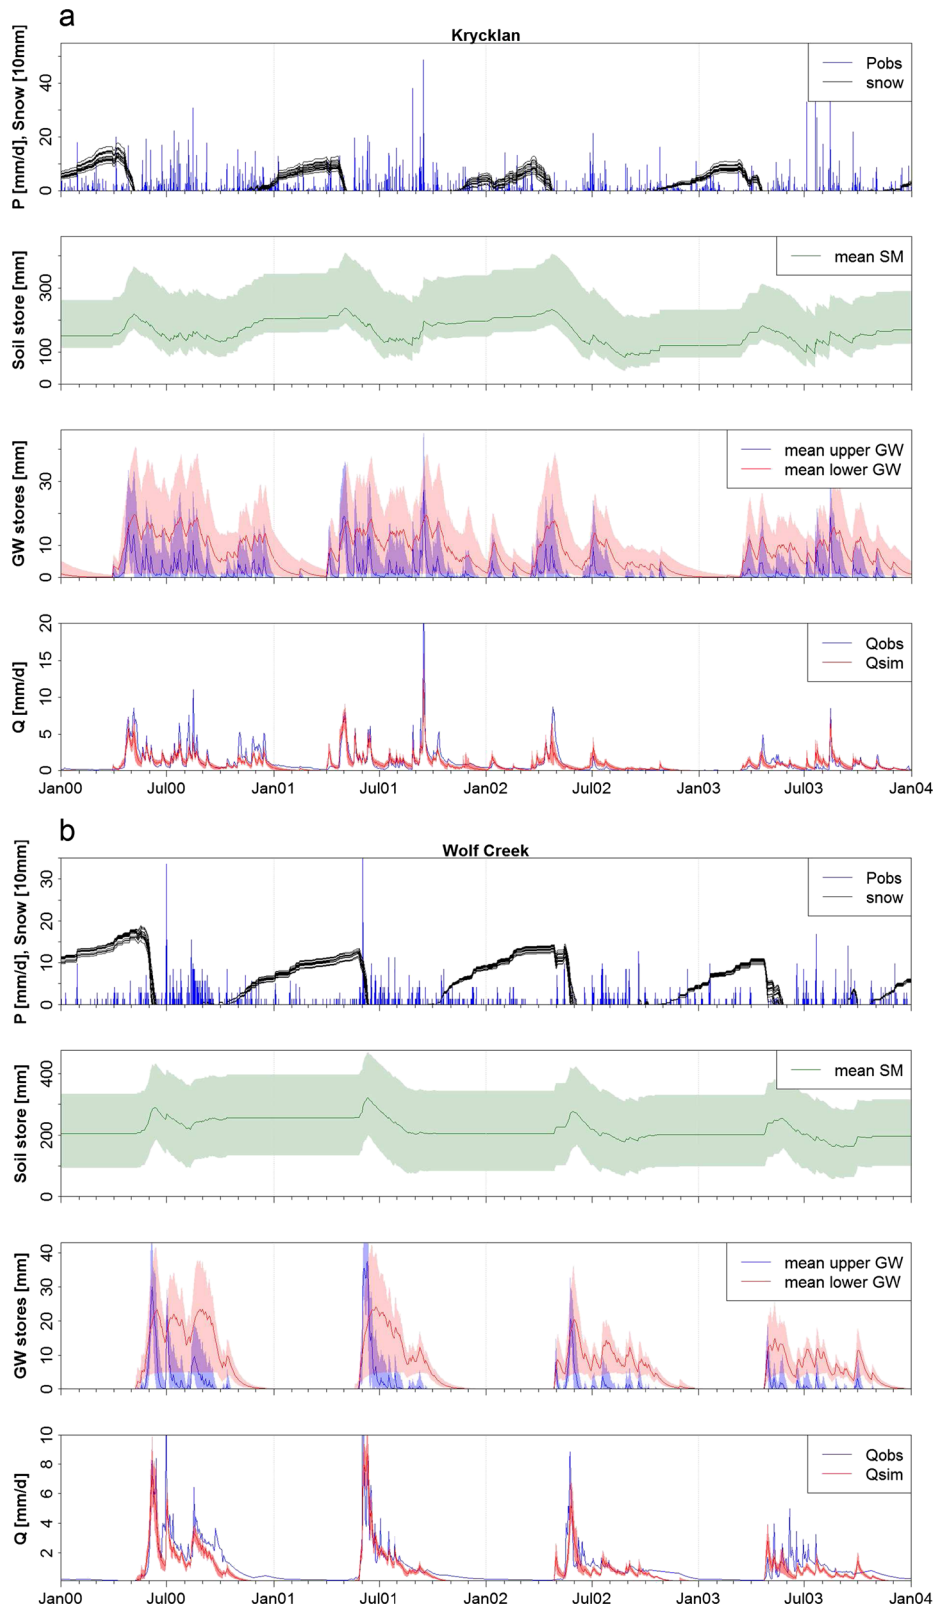 a
Krycklan
P [mm/d], Snow [10mm]
0
20
40
Pobs
snow
Soil store [mm]
0
100
300
mean SM
GW stores [mm]
0
10
30
mean upper GW
mean lower GW
Q [mm/d]
0
5
10
15
20
Qobs
Qsim
Jan00 Jul00 Jan01 Jul01 Jan02 Jul02 Jan03 Jul03 Jan04
b
Wolf Creek
P [mm/d], Snow [10mm]
0
10
20
30
Pobs
snow
Soil store [mm]
0
200
400
mean SM
GW stores [mm]
0
10
20
30
40
mean upper GW
mean lower GW
Q [mm/d]
2
4
6
8
10
Qobs
Qsim
Jan00 Jul00 Jan01 Jul01 Jan02 Jul02 Jan03 Jul03 Jan04